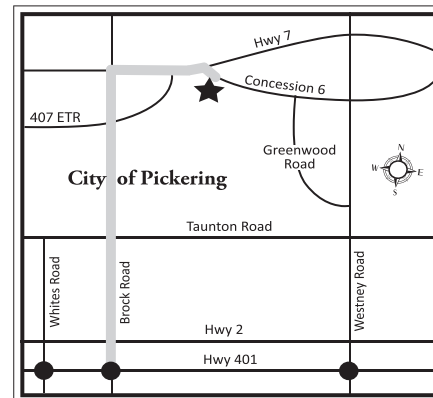 Hwy 7
Concession 6
407 ETR
Greenwood
Road
N
W
E
S
City of Pickering
Taunton Road
Whites Road
Brock Road
Westney Road
Hwy 2
Hwy 401